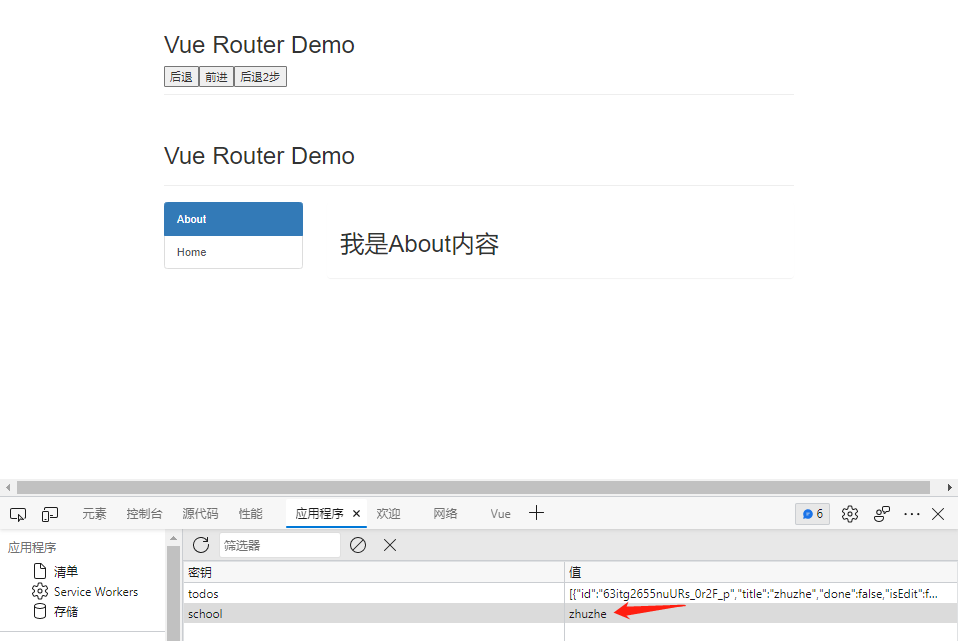 Vue Router Demo
后退 前进 后退2步
Vue Router Demo
About
Home
我是About内容
元素 控制台 源代码 性能 应用程序 欢迎 网络 Vue 6
应用程序
清单
Service Workers
存储
筛选器
密钥 值
todos [{"id":"63itg2655nuURs_0r2F_p","title":"zhuzhe","done":false,"isEdit":f...
school zhuzhe